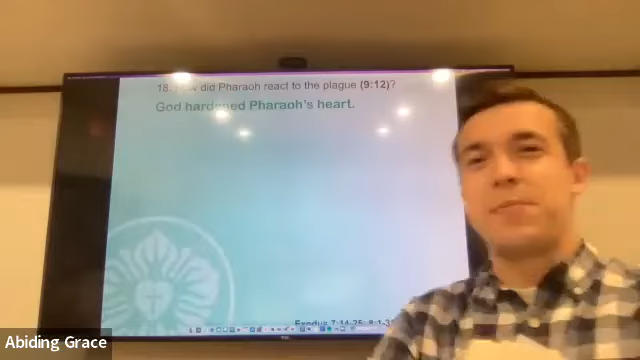 18. How did Pharaoh react to the plague (9:12)?
God hardened Pharaoh's heart.
Exodus 7:14-25; 8:1-3
Abiding Grace